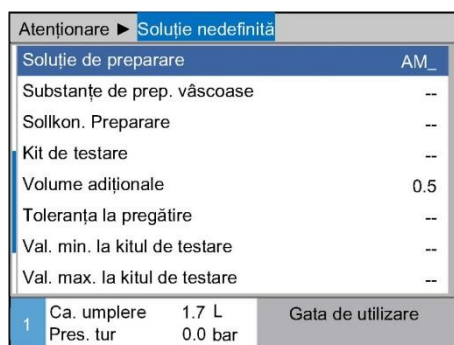 Atenționare ► Soluție nedefinită
Soluție de preparare AM_
Substanțe de prep. vâscoase --
Sollkon. Preparare --
Kit de testare --
Volume adiționale 0.5
Toleranța la pregătire --
Val. min. la kitul de testare --
Val. max. la kitul de testare --
1 Ca. umplere 1.7 L Gata de utilizare
Pres. tur 0.0 bar